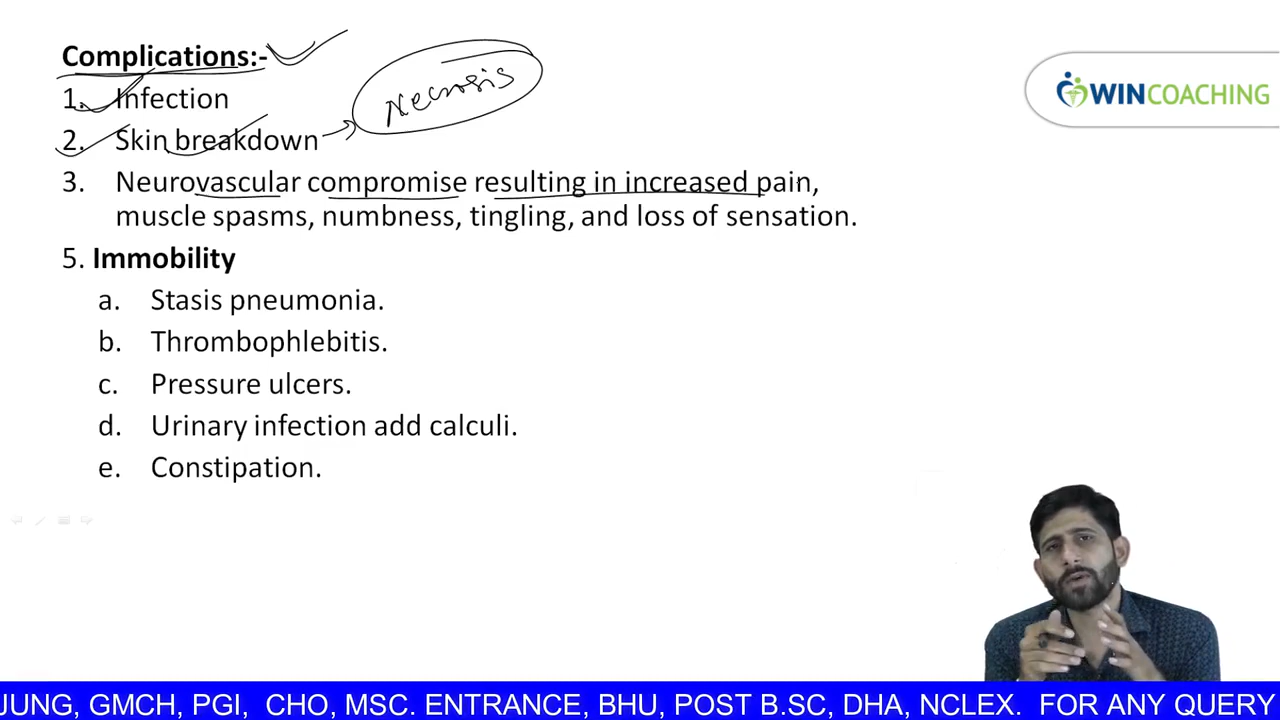 Complications:-
Necrosis
WINCOACHING
1. Infection
2. Skin breakdown
3. Neurovascular compromise resulting in increased pain,
muscle spasms, numbness, tingling, and loss of sensation.
5. Immobility
a. Stasis pneumonia.
b. Thrombophlebitis.
c. Pressure ulcers.
d. Urinary infection add calculi.
e. Constipation.
JUNG, GMCH, PGI, CHO, MSC. ENTRANCE, BHU, POST B.SC, DHA, NCLEX. FOR ANY QUERY